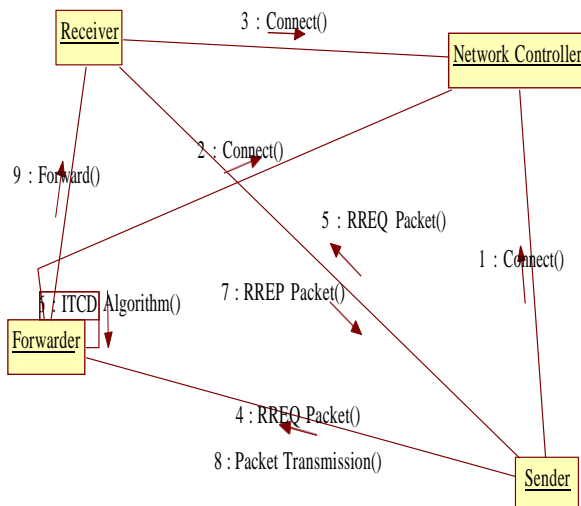 3 : Connect()
Receiver
Network Controller
2 : Connect()
9 : Forward()
5 : RREQ Packet()
1 : Connect()
7 : RREP Packet()
6 : ITCD Algorithm()
Forwarder
4 : RREQ Packet()
8 : Packet Transmission()
Sender